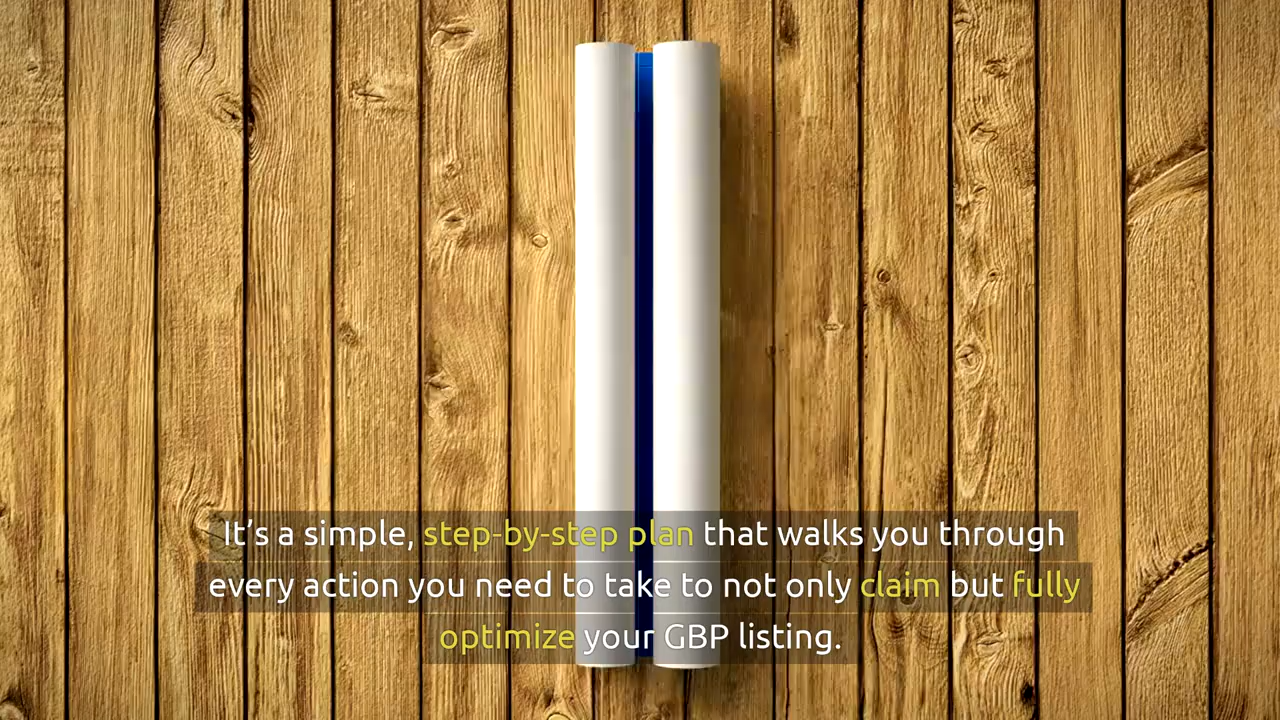 It’s a simple, step-by-step plan that walks you through
every action you need to take to not only claim but fully
optimize your GBP listing.